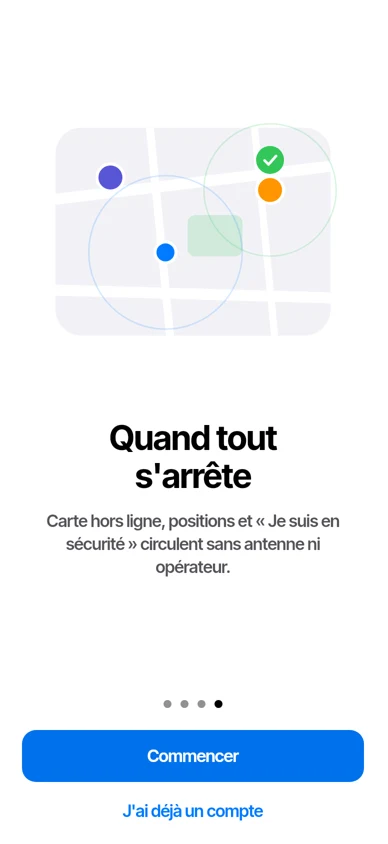 Quand tout
s'arrête
Carte hors ligne, positions et « Je suis en
sécurité » circulent sans antenne ni
opérateur.
Commencer
J'ai déjà un compte